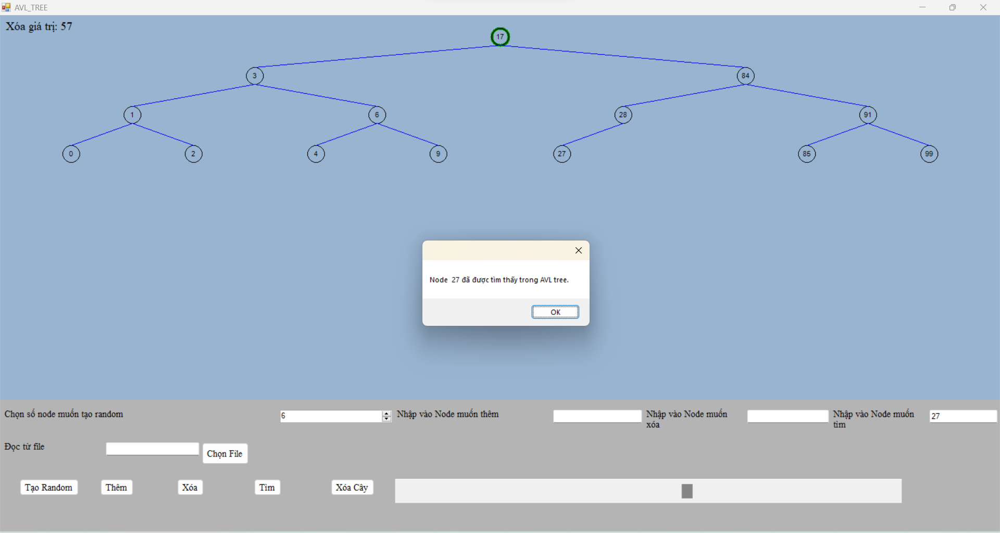 AVL_TREE
Xóa giá trị: 57
17
3
84
1
6
28
91
0
2
4
9
27
85
99
Node  27 đã được tìm thấy trong AVL tree.
OK
Chọn số node muốn tạo random
6
Nhập vào Node muốn thêm
Nhập vào Node muốn
xóa
Nhập vào Node muốn
tìm
27
Đọc từ file
Chọn File
Tạo Random
Thêm
Xóa
Tìm
Xóa Cây